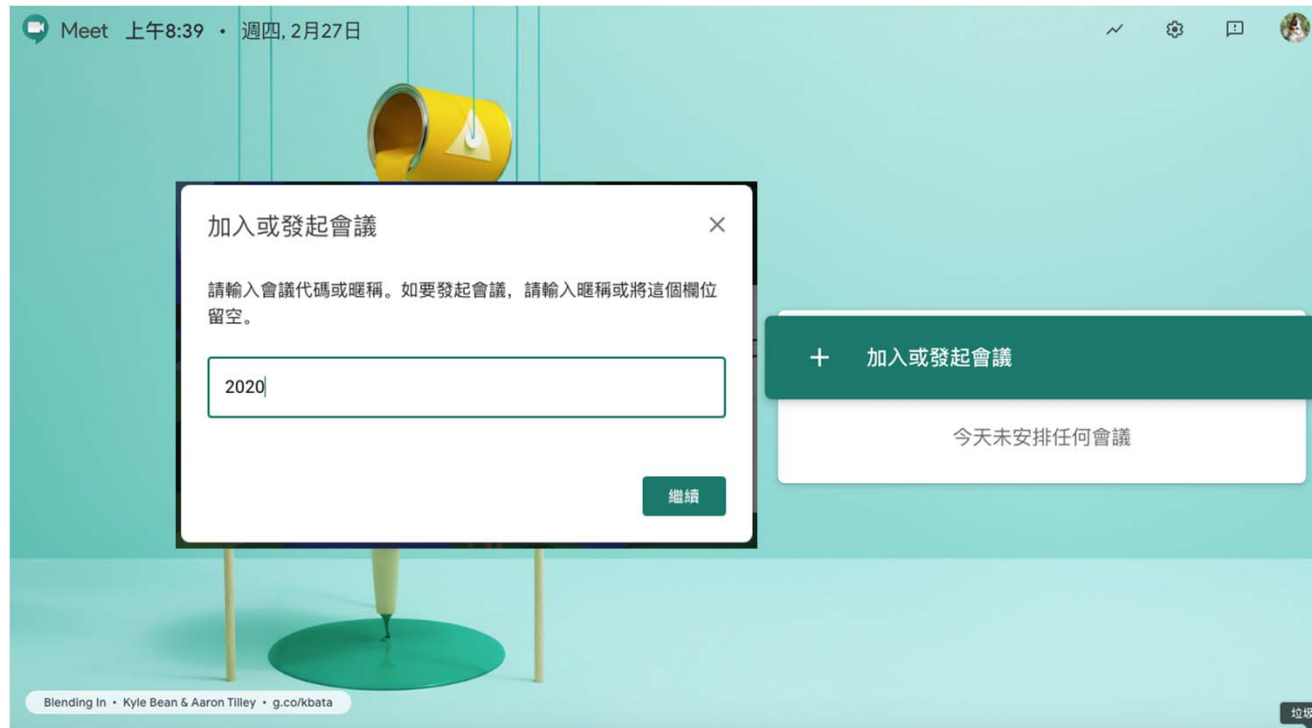 Meet 上午8:39 • 週四, 2月27日
加入或發起會議
請輸入會議代碼或暱稱。如要發起會議，請輸入暱稱或將這個欄位
留空。
2020
繼續
加入或發起會議
今天未安排任何會議
Blending In • Kyle Bean & Aaron Tilley • g.co/kbata